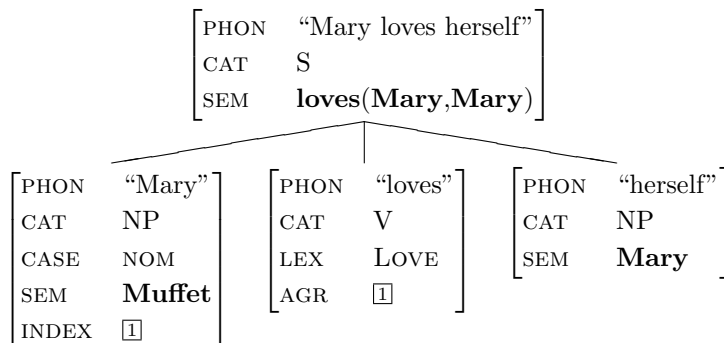 PHON “Mary loves herself”
CAT S
SEM loves(Mary,Mary)
PHON “Mary”
CAT NP
CASE NOM
SEM Muffet
INDEX 1
PHON “loves”
CAT V
LEX LOVE
AGR 1
PHON “herself”
CAT NP
SEM Mary